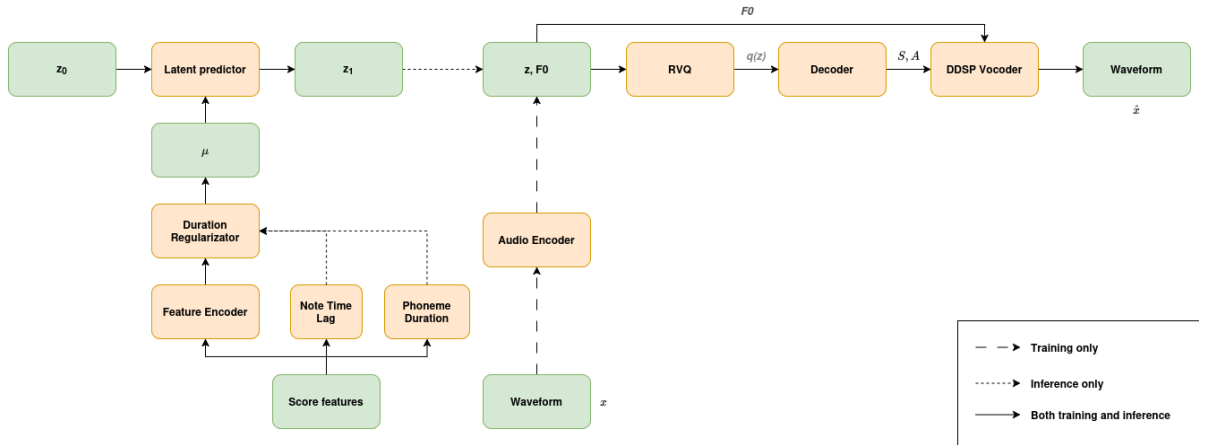 F0
z0
Latent predictor
z1
z, F0
RVQ
q(z)
Decoder
S, A
DDSP Vocoder
Waveform
x̂
μ
Duration
Regularizator
Audio Encoder
Feature Encoder
Note Time
Lag
Phoneme
Duration
Score features
Waveform
x
Training only
Inference only
Both training and inference